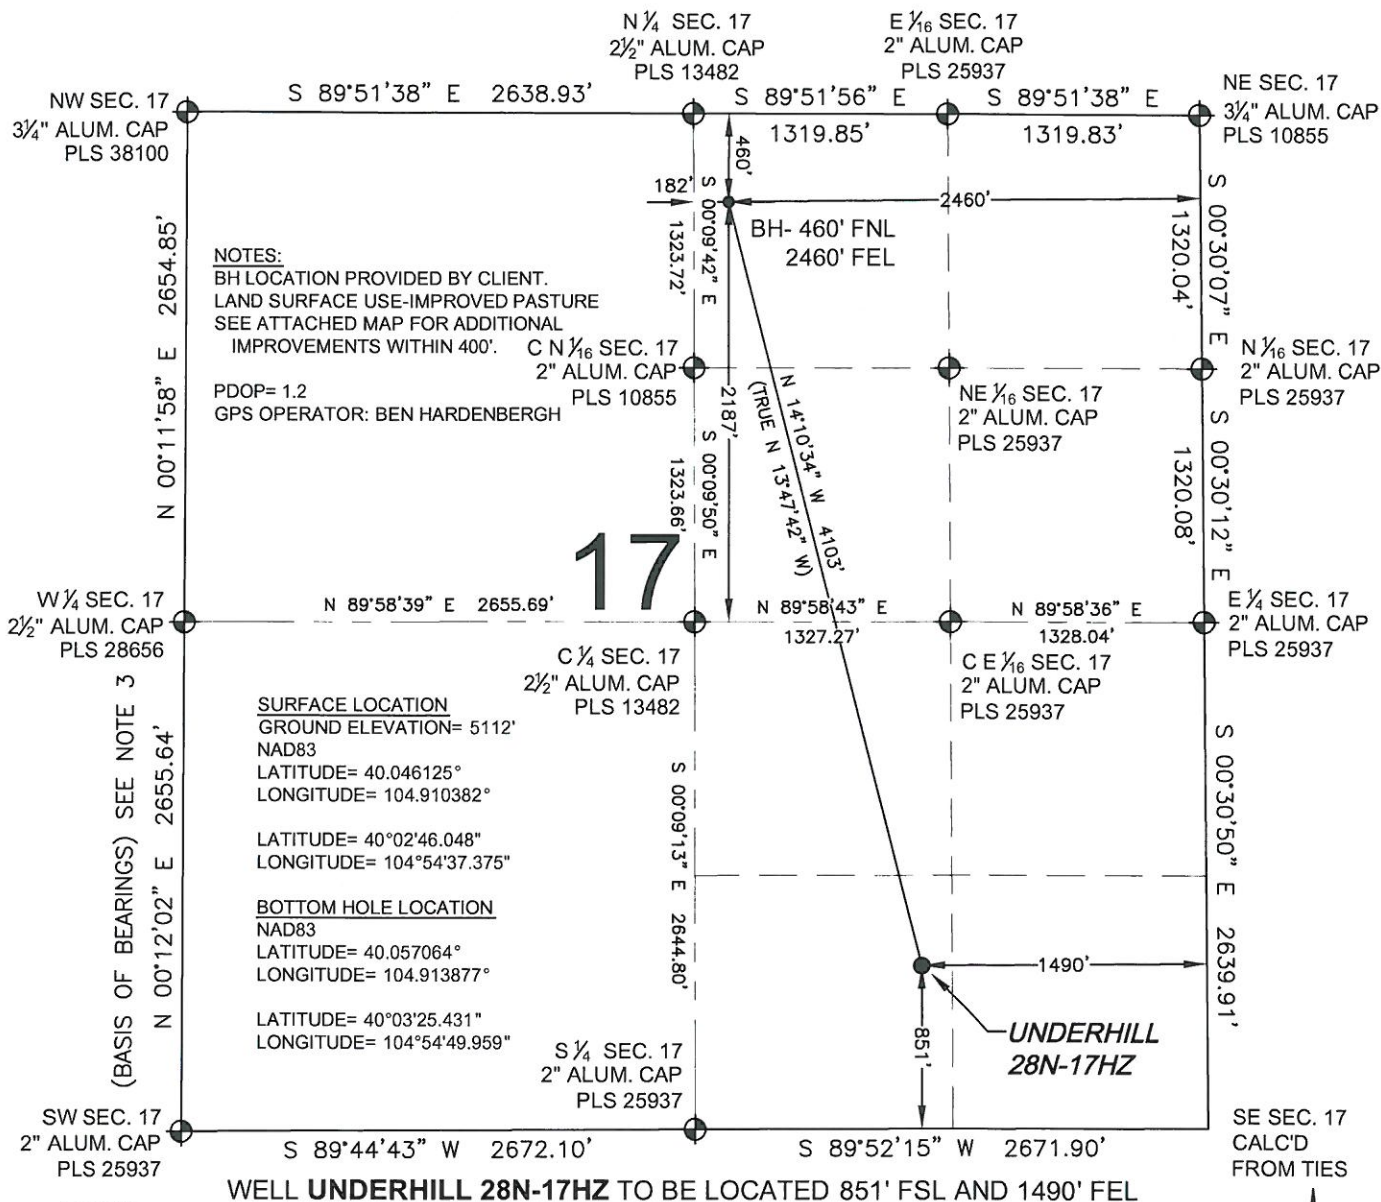 N 1/4 SEC. 17
2½" ALUM. CAP
PLS 13482
E 1/16 SEC. 17
2" ALUM. CAP
PLS 25937
NW SEC. 17
3¼" ALUM. CAP
PLS 38100
S 89°51'38" E 2638.93'
S 89°51'56" E
1319.85'
S 89°51'38" E
1319.83'
NE SEC. 17
3¼" ALUM. CAP
PLS 10855
460'
182'
2460'
BH- 460' FNL
2460' FEL
S 00°09'42" E
1323.72'
S 00°30'07" E
1320.04'
N 00°11'58" E 2654.85'
NOTES:
BH LOCATION PROVIDED BY CLIENT.
LAND SURFACE USE-IMPROVED PASTURE
SEE ATTACHED MAP FOR ADDITIONAL
IMPROVEMENTS WITHIN 400'.
PDOP= 1.2
GPS OPERATOR: BEN HARDENBERGH
C N 1/16 SEC. 17
2" ALUM. CAP
PLS 10855
NE 1/16 SEC. 17
2" ALUM. CAP
PLS 25937
N 1/16 SEC. 17
2" ALUM. CAP
PLS 25937
2187'
N 14°10'34" W 4103'
(TRUE N 13°47'42" W)
S 00°09'50" E
1323.66'
S 00°30'12" E
1320.08'
17
W 1/4 SEC. 17
2½" ALUM. CAP
PLS 28656
N 89°58'39" E 2655.69'
N 89°58'43" E
1327.27'
N 89°58'36" E
1328.04'
E 1/4 SEC. 17
2" ALUM. CAP
PLS 25937
C 1/4 SEC. 17
2½" ALUM. CAP
PLS 13482
C E 1/16 SEC. 17
2" ALUM. CAP
PLS 25937
(BASIS OF BEARINGS) SEE NOTE 3
N 00°12'02" E 2655.64'
SURFACE LOCATION
GROUND ELEVATION= 5112'
NAD83
LATITUDE= 40.046125°
LONGITUDE= 104.910382°
LATITUDE= 40°02'46.048"
LONGITUDE= 104°54'37.375"
BOTTOM HOLE LOCATION
NAD83
LATITUDE= 40.057064°
LONGITUDE= 104.913877°
LATITUDE= 40°03'25.431"
LONGITUDE= 104°54'49.959"
S 00°09'13" E 2644.80'
S 00°30'50" E 2639.91'
1490'
851'
UNDERHILL
28N-17HZ
S 1/4 SEC. 17
2" ALUM. CAP
PLS 25937
SW SEC. 17
2" ALUM. CAP
PLS 25937
S 89°44'43" W 2672.10'
S 89°52'15" W 2671.90'
SE SEC. 17
CALC'D
FROM TIES
WELL UNDERHILL 28N-17HZ TO BE LOCATED 851' FSL AND 1490' FEL